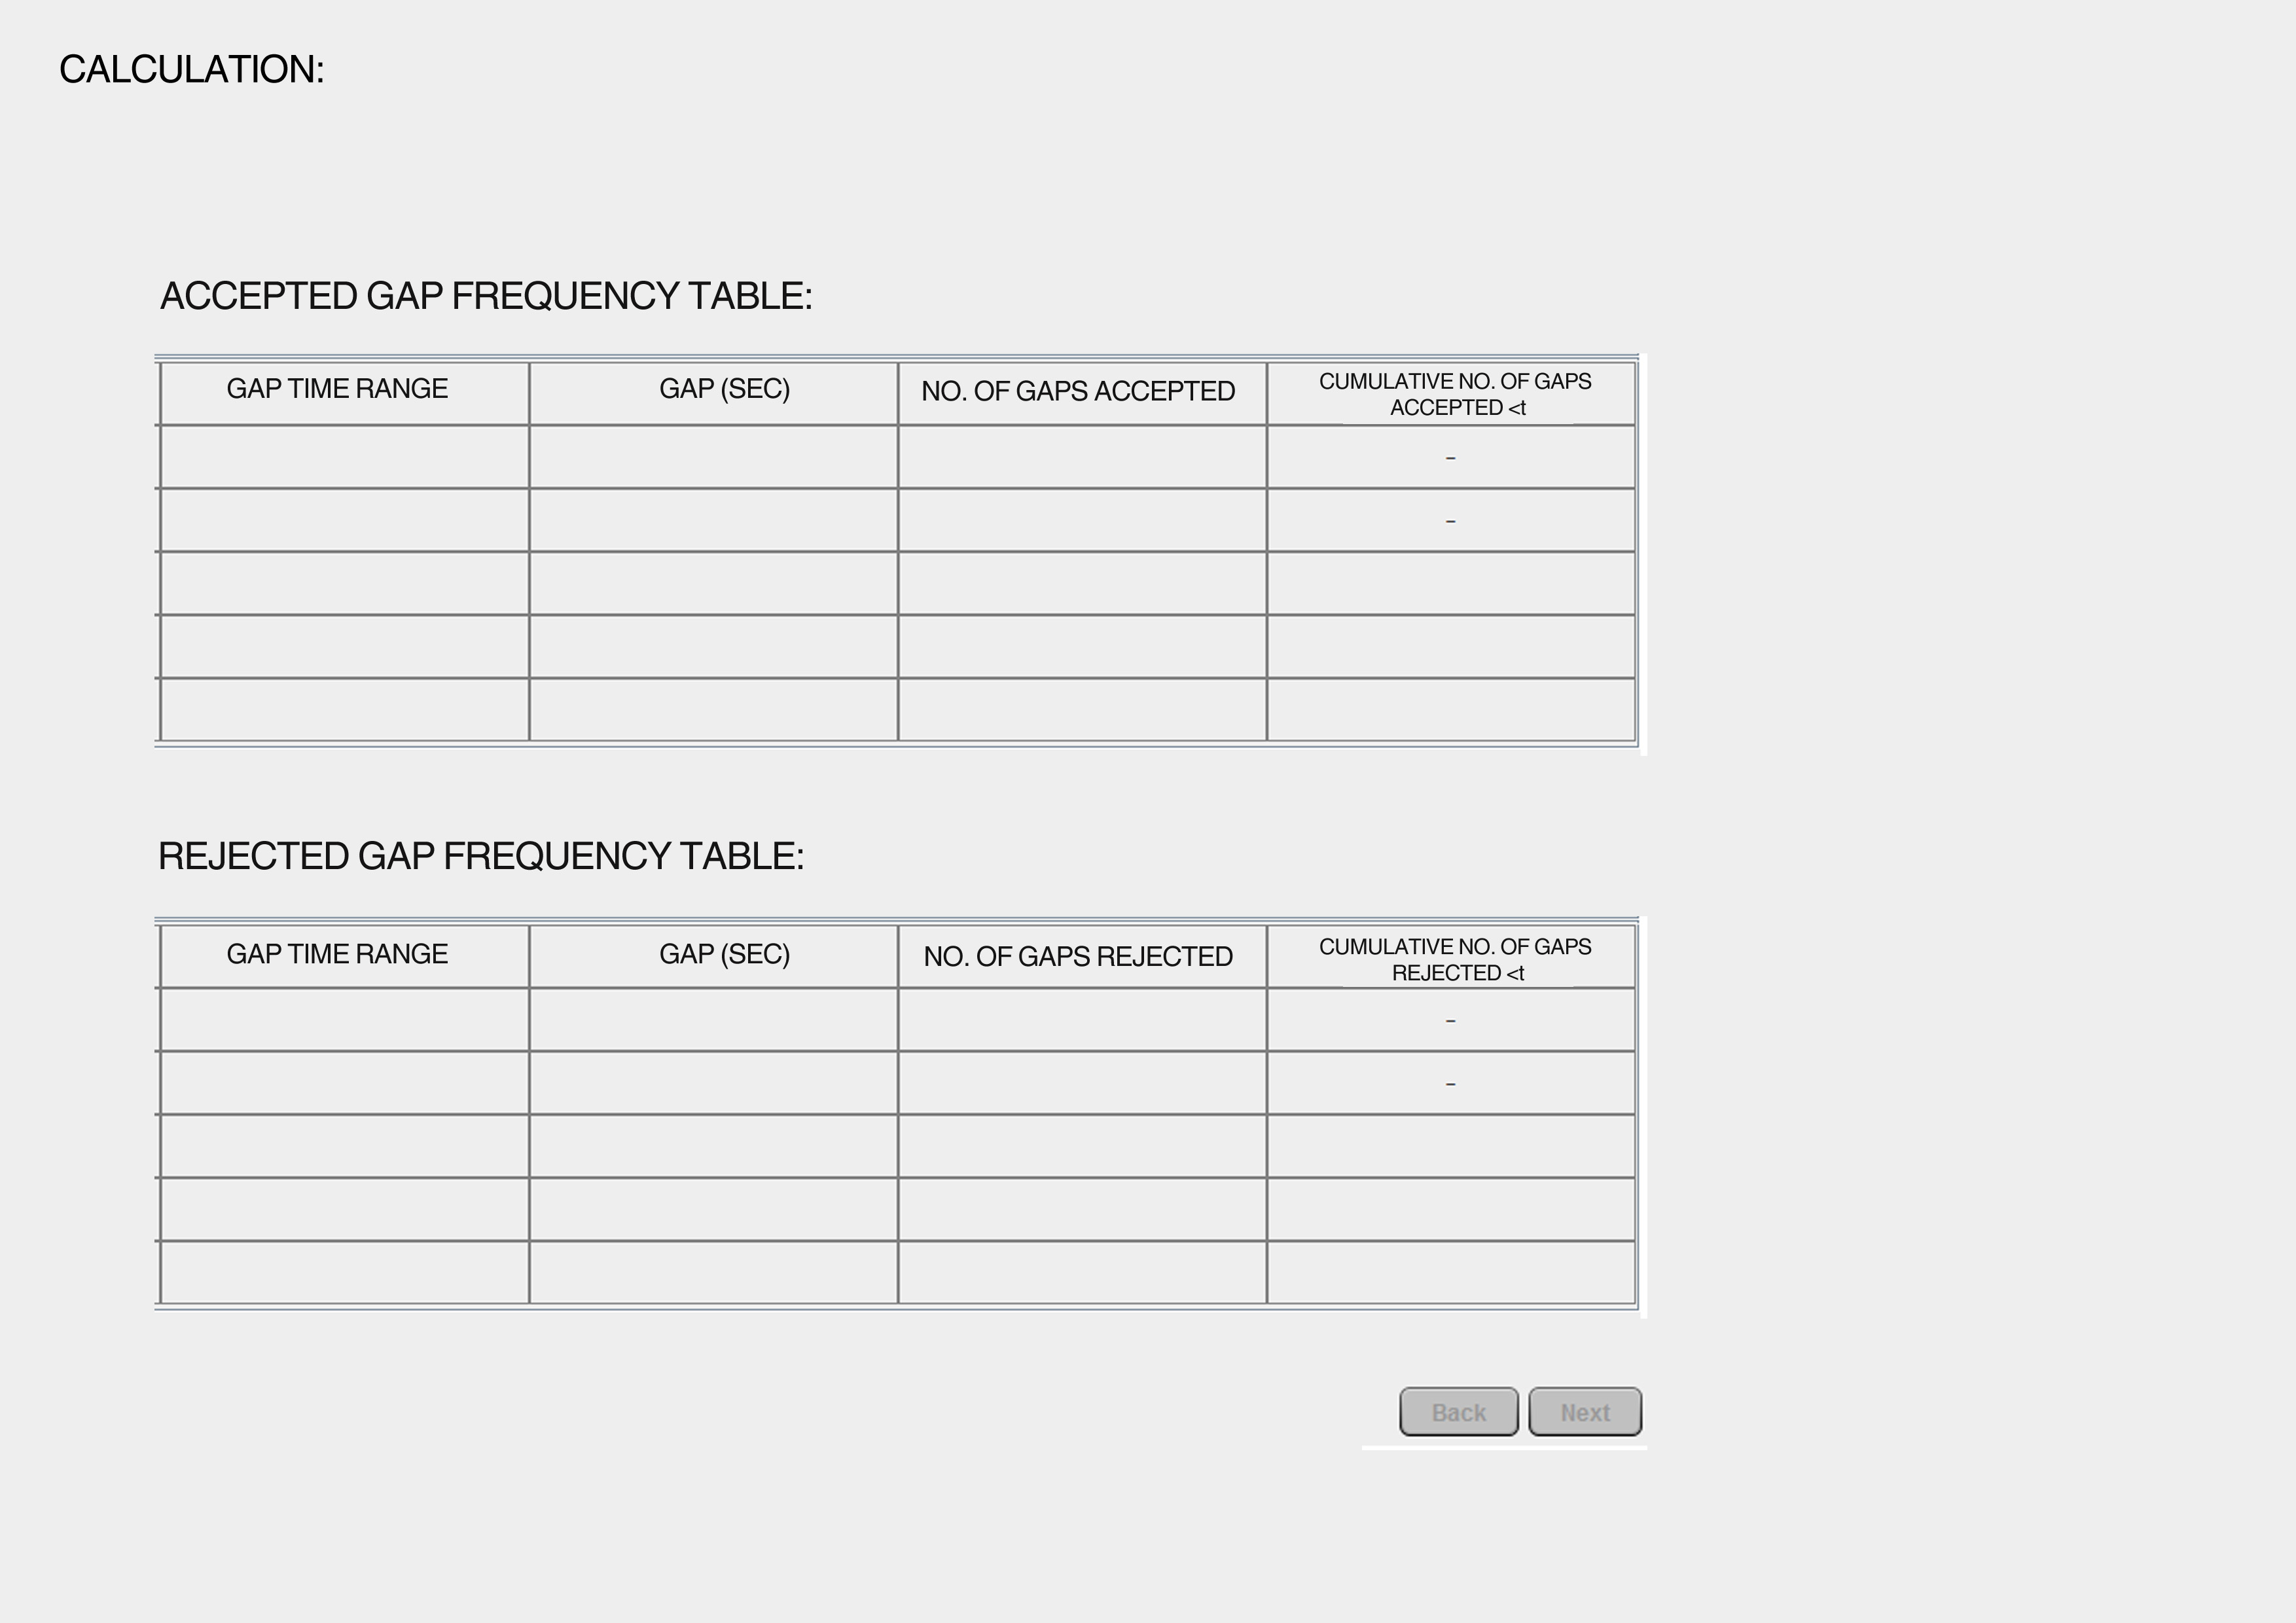 CALCULATION:
ACCEPTED GAP FREQUENCY TABLE:
GAP TIME RANGE GAP (SEC) NO. OF GAPS ACCEPTED CUMULATIVE NO. OF GAPS
ACCEPTED <t
-
-
REJECTED GAP FREQUENCY TABLE:
GAP TIME RANGE GAP (SEC) NO. OF GAPS REJECTED CUMULATIVE NO. OF GAPS
REJECTED <t
-
-
Back Next